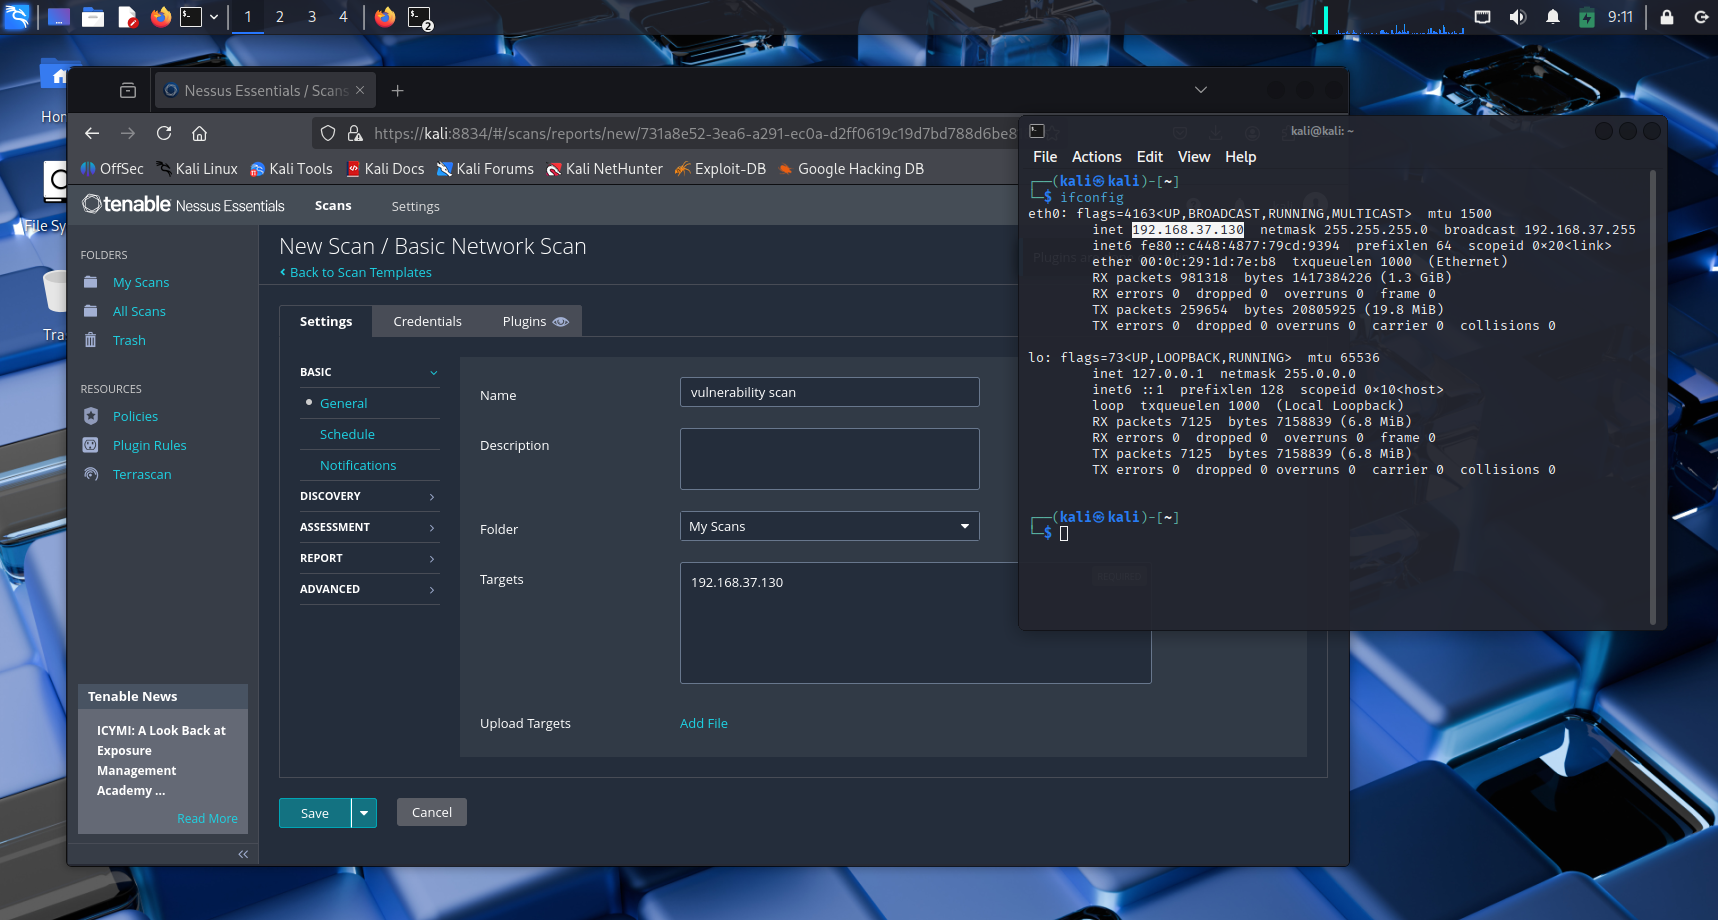 1 2 3 4
2
9:11
Hor
File Sy
Tra
Nessus Essentials / Scans
https://kali:8834/#/scans/reports/new/731a8e52-3ea6-a291-ec0a-d2ff0619c19d7bd788d6be8
OffSec Kali Linux Kali Tools Kali Docs Kali Forums Kali NetHunter Exploit-DB Google Hacking DB
tenable Nessus Essentials Scans Settings
FOLDERS
My Scans
All Scans
Trash
RESOURCES
Policies
Plugin Rules
Terrascan
Tenable News
ICYMI: A Look Back at
Exposure
Management
Academy ...
Read More
New Scan / Basic Network Scan
Back to Scan Templates
Settings Credentials Plugins
BASIC
General
Schedule
Notifications
DISCOVERY
ASSESSMENT
REPORT
ADVANCED
Name vulnerability scan
Description
Folder My Scans
Targets 192.168.37.130
Upload Targets Add File
Save Cancel
kali@kali: ~
File Actions Edit View Help
┌──(kali㉿kali)-[~]
└─$ ifconfig
eth0: flags=4163<UP,BROADCAST,RUNNING,MULTICAST>  mtu 1500
inet 192.168.37.130  netmask 255.255.255.0  broadcast 192.168.37.255
inet6 fe80::c448:4877:79cd:9394  prefixlen 64  scopeid 0×20<link>
ether 00:0c:29:1d:7e:b8  txqueuelen 1000  (Ethernet)
RX packets 981318  bytes 1417384226 (1.3 GiB)
RX errors 0  dropped 0  overruns 0  frame 0
TX packets 259654  bytes 20805925 (19.8 MiB)
TX errors 0  dropped 0 overruns 0  carrier 0  collisions 0
lo: flags=73<UP,LOOPBACK,RUNNING>  mtu 65536
inet 127.0.0.1  netmask 255.0.0.0
inet6 ::1  prefixlen 128  scopeid 0×10<host>
loop  txqueuelen 1000  (Local Loopback)
RX packets 7125  bytes 7158839 (6.8 MiB)
RX errors 0  dropped 0  overruns 0  frame 0
TX packets 7125  bytes 7158839 (6.8 MiB)
TX errors 0  dropped 0 overruns 0  carrier 0  collisions 0
┌──(kali㉿kali)-[~]
└─$